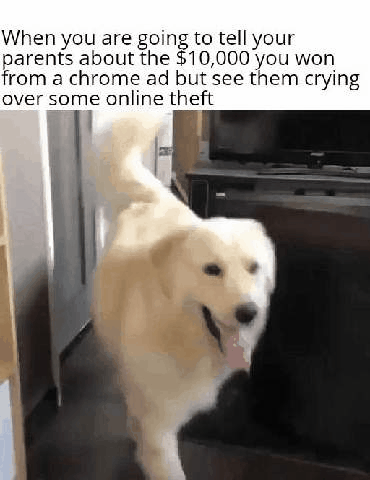 When you are going to tell your
parents about the $10,000 you won
from a chrome ad but see them crying
over some online theft